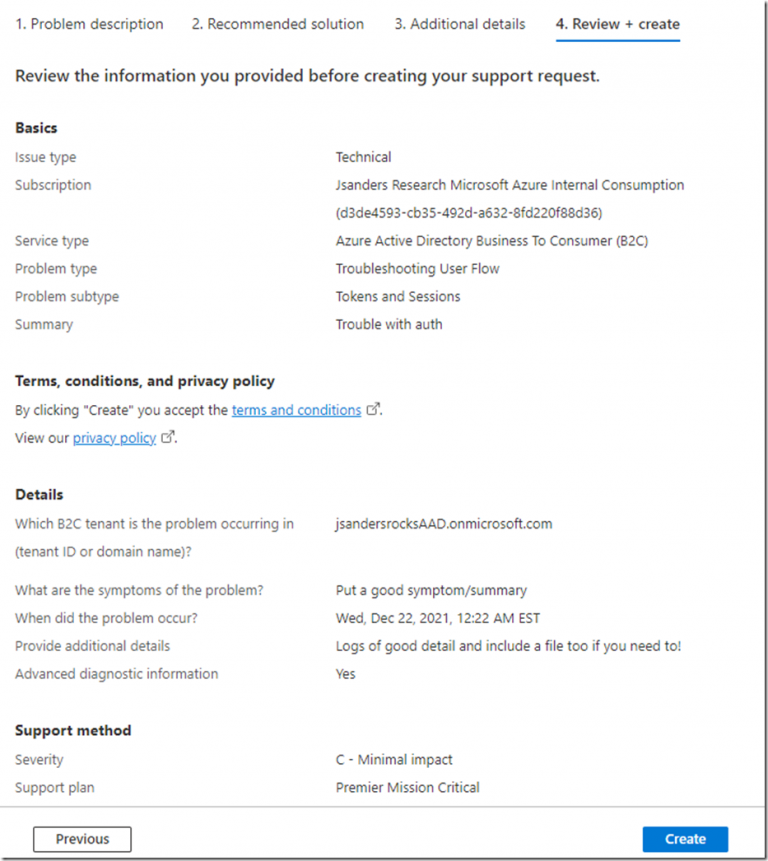 1. Problem description 2. Recommended solution 3. Additional details 4. Review + create
Review the information you provided before creating your support request.
Basics
Issue type Technical
Subscription Jsanders Research Microsoft Azure Internal Consumption
(d3de4593-cb35-492d-a632-8fd220f88d36)
Service type Azure Active Directory Business To Consumer (B2C)
Problem type Troubleshooting User Flow
Problem subtype Tokens and Sessions
Summary Trouble with auth
Terms, conditions, and privacy policy
By clicking "Create" you accept the terms and conditions.
View our privacy policy.
Details
Which B2C tenant is the problem occurring in jsandersrocksAAD.onmicrosoft.com
(tenant ID or domain name)?
What are the symptoms of the problem? Put a good symptom/summary
When did the problem occur? Wed, Dec 22, 2021, 12:22 AM EST
Provide additional details Logs of good detail and include a file too if you need to!
Advanced diagnostic information Yes
Support method
Severity C - Minimal impact
Support plan Premier Mission Critical
Previous Create